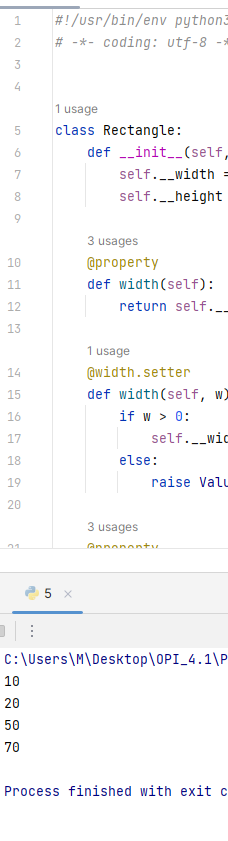 1 #!/usr/bin/env python3
2 # -*- coding: utf-8 -*
3
4
1 usage
5 class Rectangle:
6 def __init__(self,
7 self.__width =
8 self.__height
9
3 usages
10 @property
11 def width(self):
12 return self.__
13
1 usage
14 @width.setter
15 def width(self, w)
16 if w > 0:
17 self.__wid
18 else:
19 raise Valu
20
3 usages
21 @property
5 ×
C:\Users\M\Desktop\OPI_4.1\P
10
20
50
70
Process finished with exit c